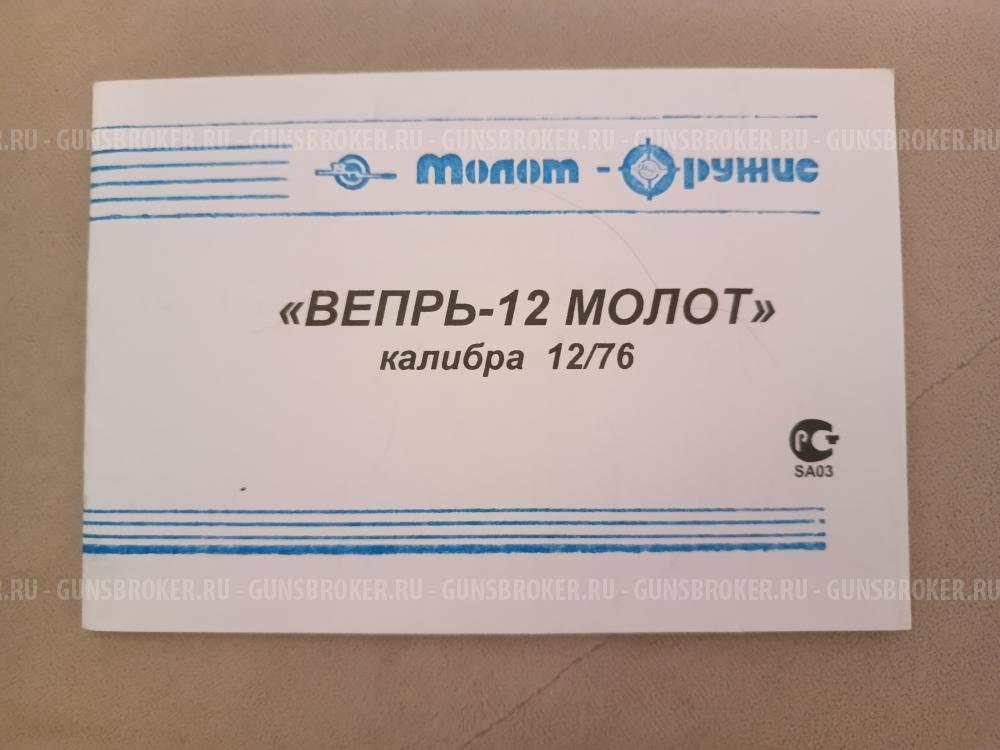 .RU - GUNSBROKER.RU - GUNSBROKER.RU - GUNSBROKER.RU - GUNSBROKER.RU - GUNSBROKER.RU
Молот - Оружие
«ВЕПРЬ-12 МОЛОТ»
калибра 12/76
РСТ
SA03
.RU - GUNSBROKER.RU - GUNSBROKER.RU - GUNSBROKER.RU - GUNSBROKER.RU - GUNSBROKER.RU